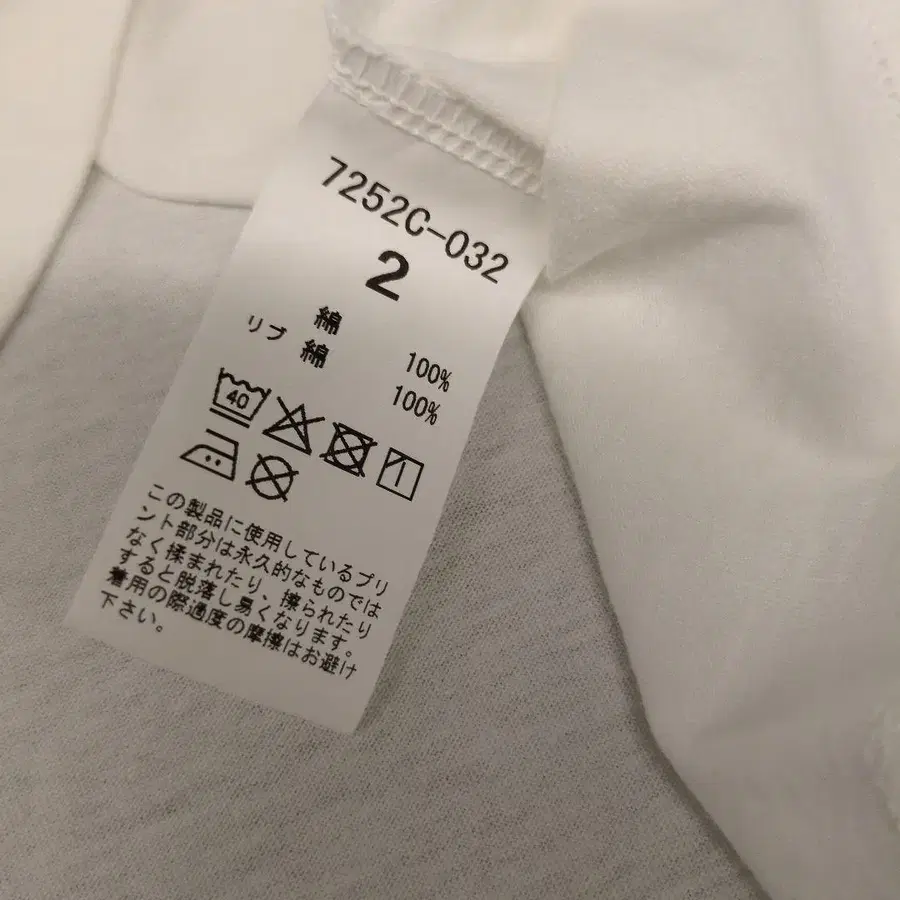 7252C-032
2
綿 100%
リブ 綿 100%
40
この製品に使用しているプリ
ント部分は永久的なものでは
なく揉まれたり、擦られたり
すると脱落し易くなります。
着用の際過度の摩擦はお避け
下さい。